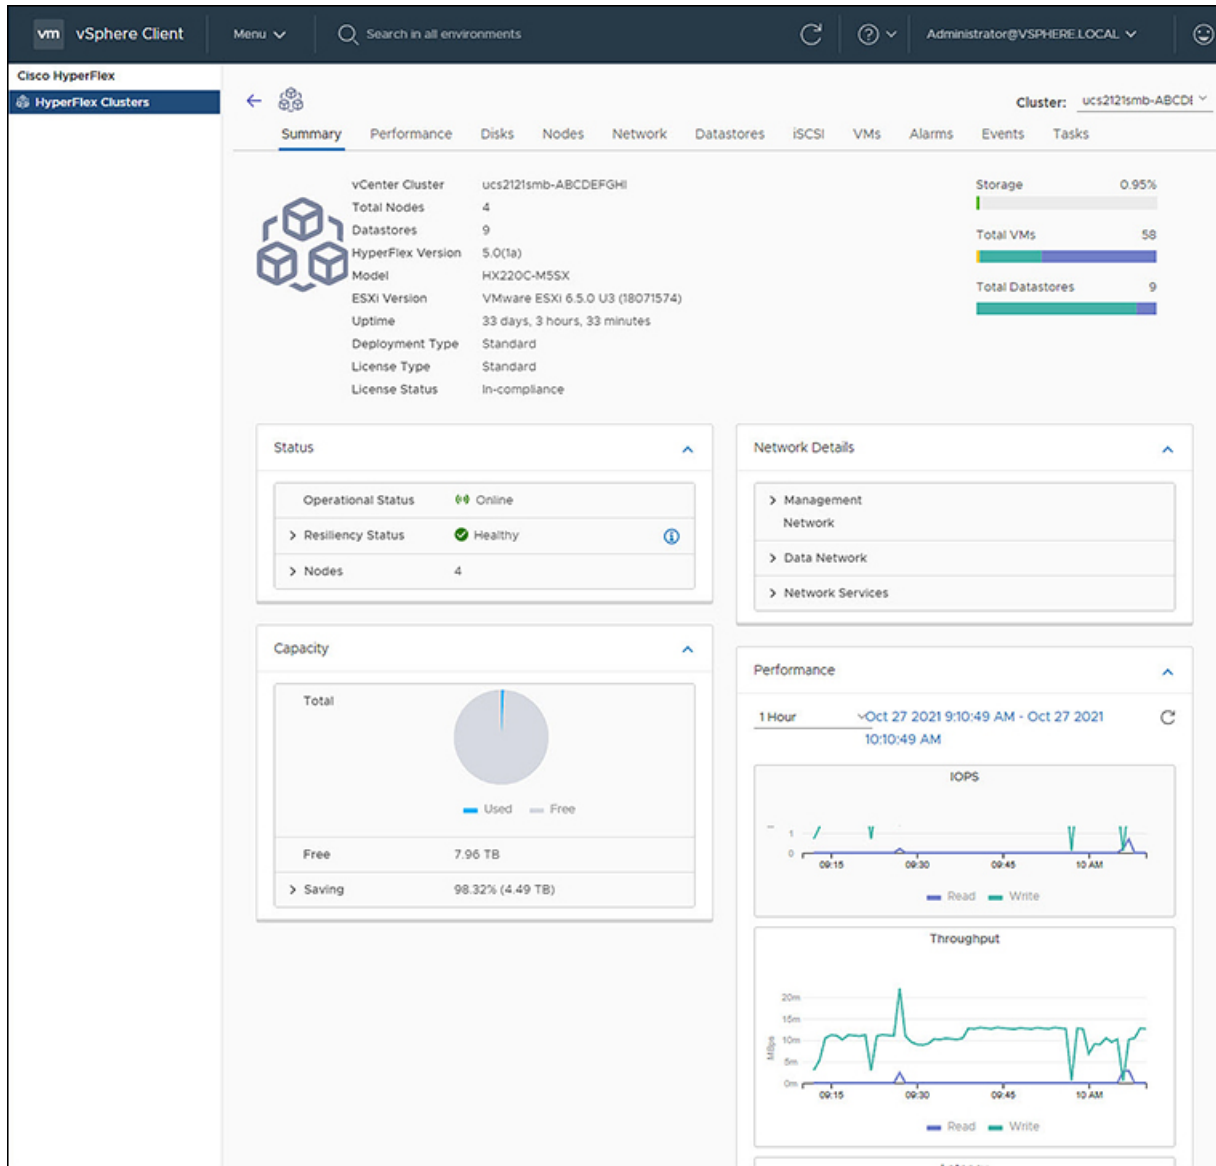 vm vSphere Client Menu Search in all environments Administrator@VSPHERE.LOCAL
Cisco HyperFlex
HyperFlex Clusters
Cluster: ucs2121smb-ABCDE
Summary Performance Disks Nodes Network Datastores iSCSI VMs Alarms Events Tasks
vCenter Cluster ucs2121smb-ABCDEFGHI
Total Nodes 4
Datastores 9
HyperFlex Version 5.0(1a)
Model HX220C-M5SX
ESXi Version VMware ESXi 6.5.0 U3 (18071574)
Uptime 33 days, 3 hours, 33 minutes
Deployment Type Standard
License Type Standard
License Status In-compliance
Storage 0.95%
Total VMs 58
Total Datastores 9
Status
Operational Status Online
Resiliency Status Healthy
Nodes 4
Network Details
Management
Network
Data Network
Network Services
Capacity
Total
Used Free
Free 7.96 TB
Saving 98.32% (4.49 TB)
Performance
1 Hour Oct 27 2021 9:10:49 AM - Oct 27 2021
10:10:49 AM
IOPS
1
0
09:15 09:30 09:45 10 AM
Read Write
Throughput
MBps
20m
15m
10m
5m
0m
09:15 09:30 09:45 10 AM
Read Write